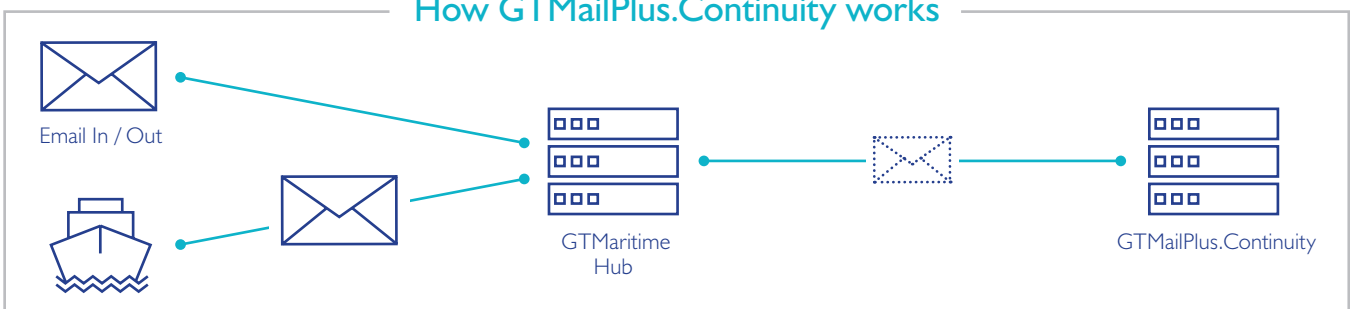 How GTMailPlus.Continuity works
Email In / Out
GTMaritime
Hub
GTMailPlus.Continuity